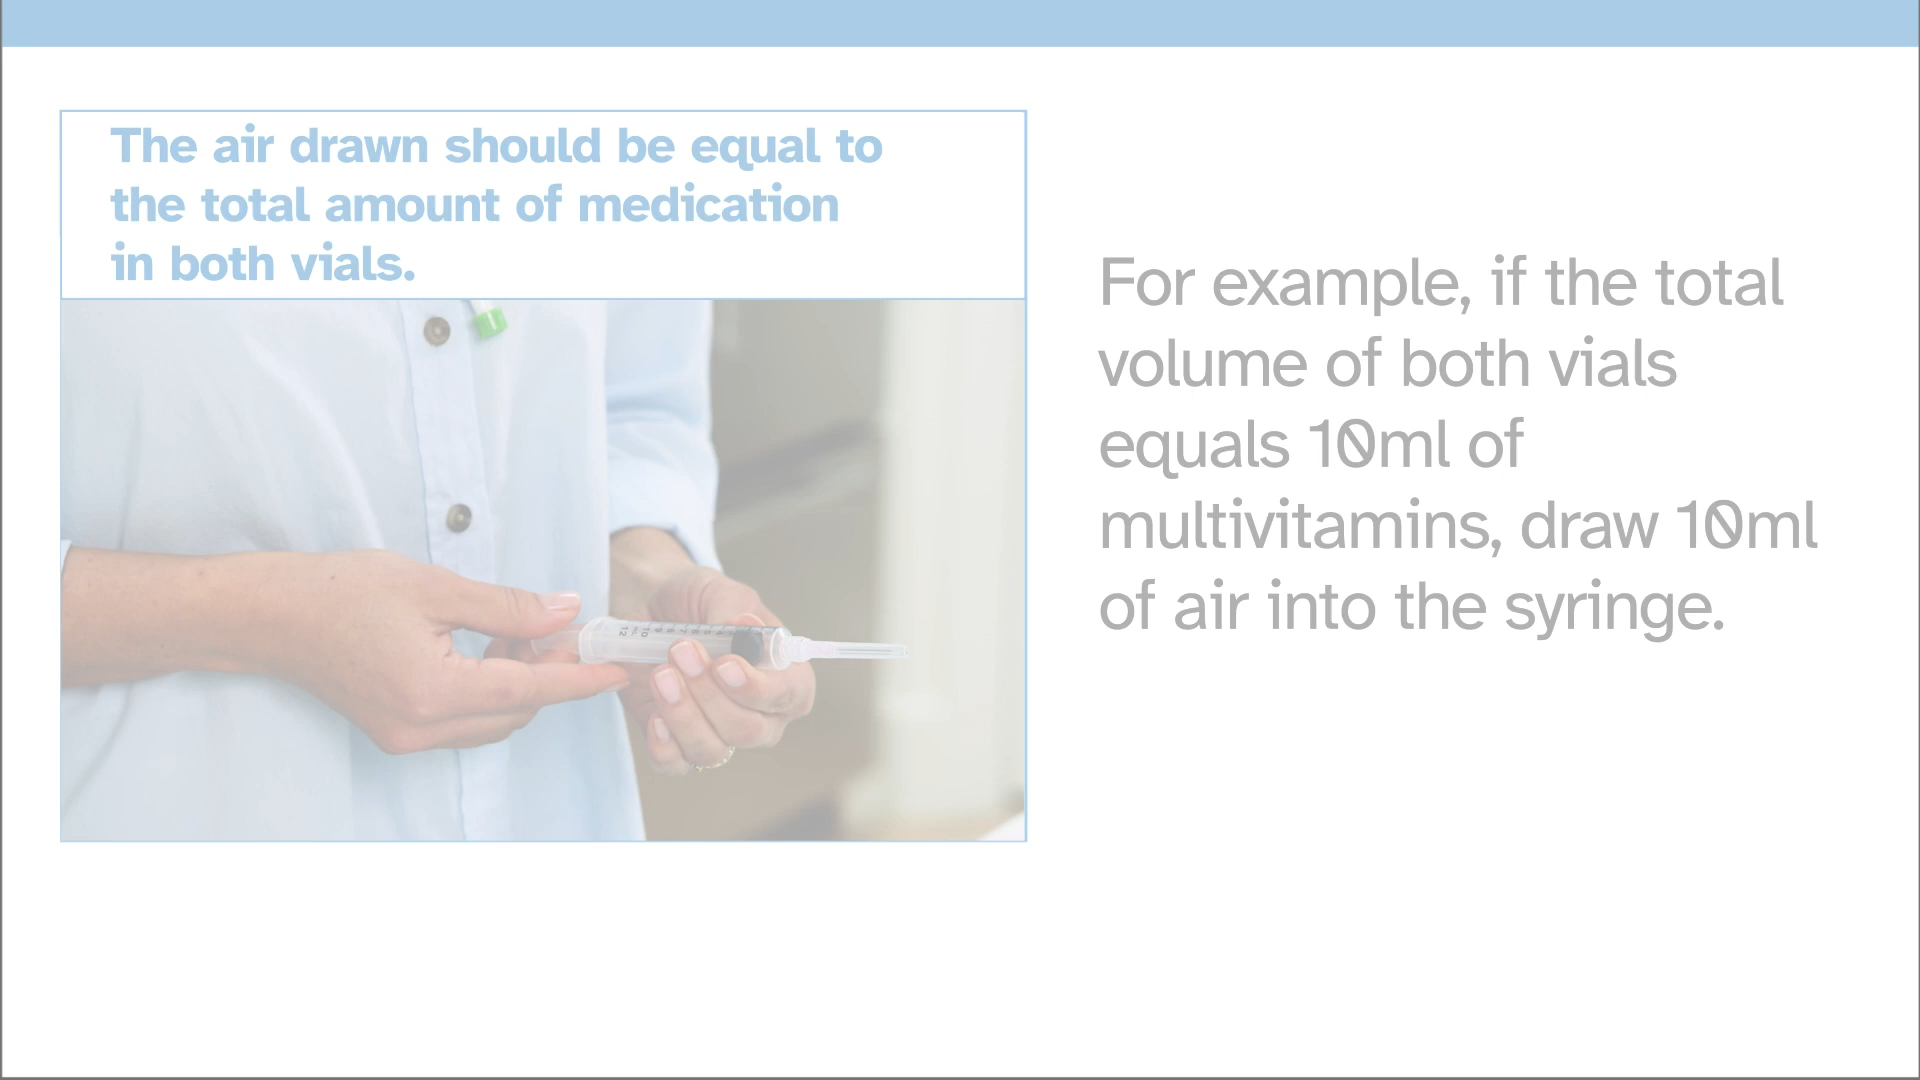 The air drawn should be equal to
the total amount of medication
in both vials.
For example, if the total
volume of both vials
equals 10ml of
multivitamins, draw 10ml
of air into the syringe.